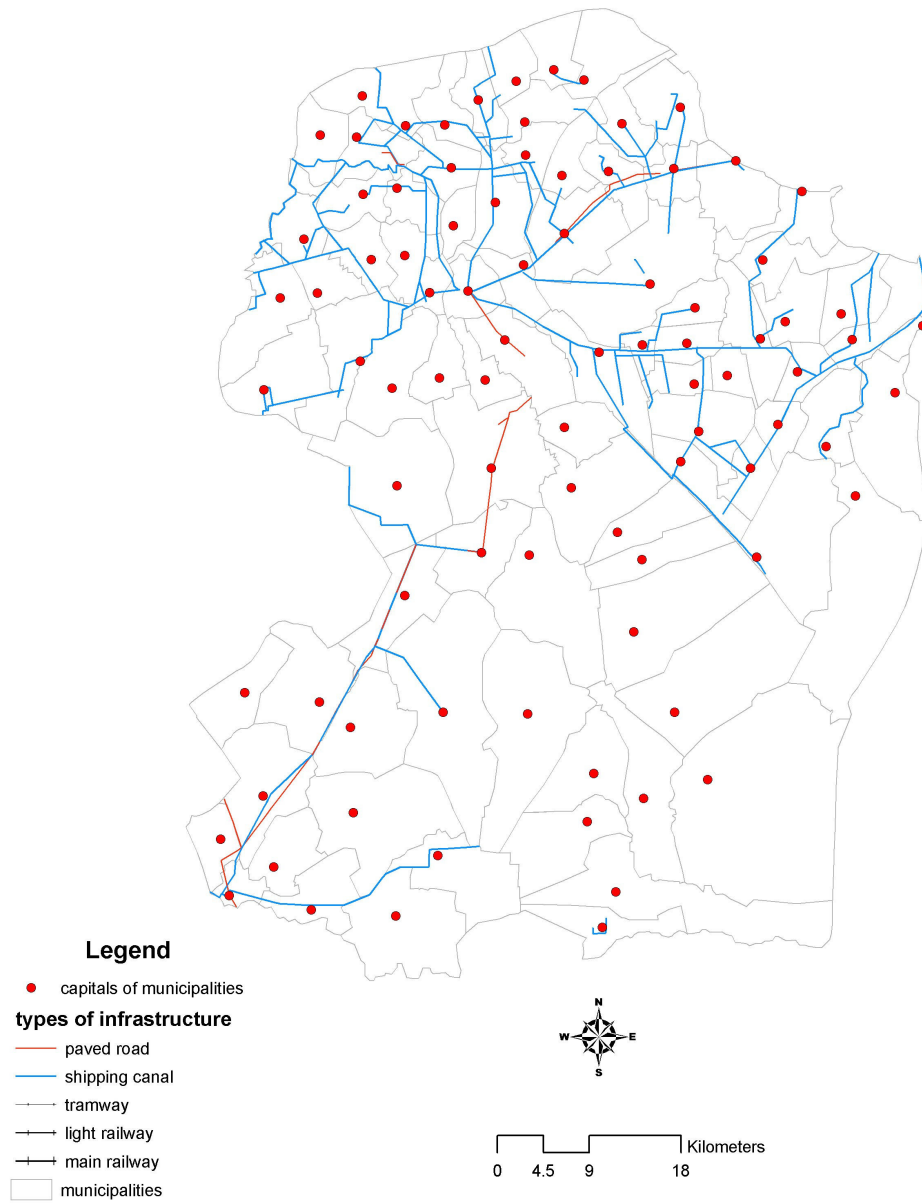 Legend
capitals of municipalities
types of infrastructure
paved road
shipping canal
tramway
light railway
main railway
municipalities
N
W E
S
Kilometers
0 4.5 9 18